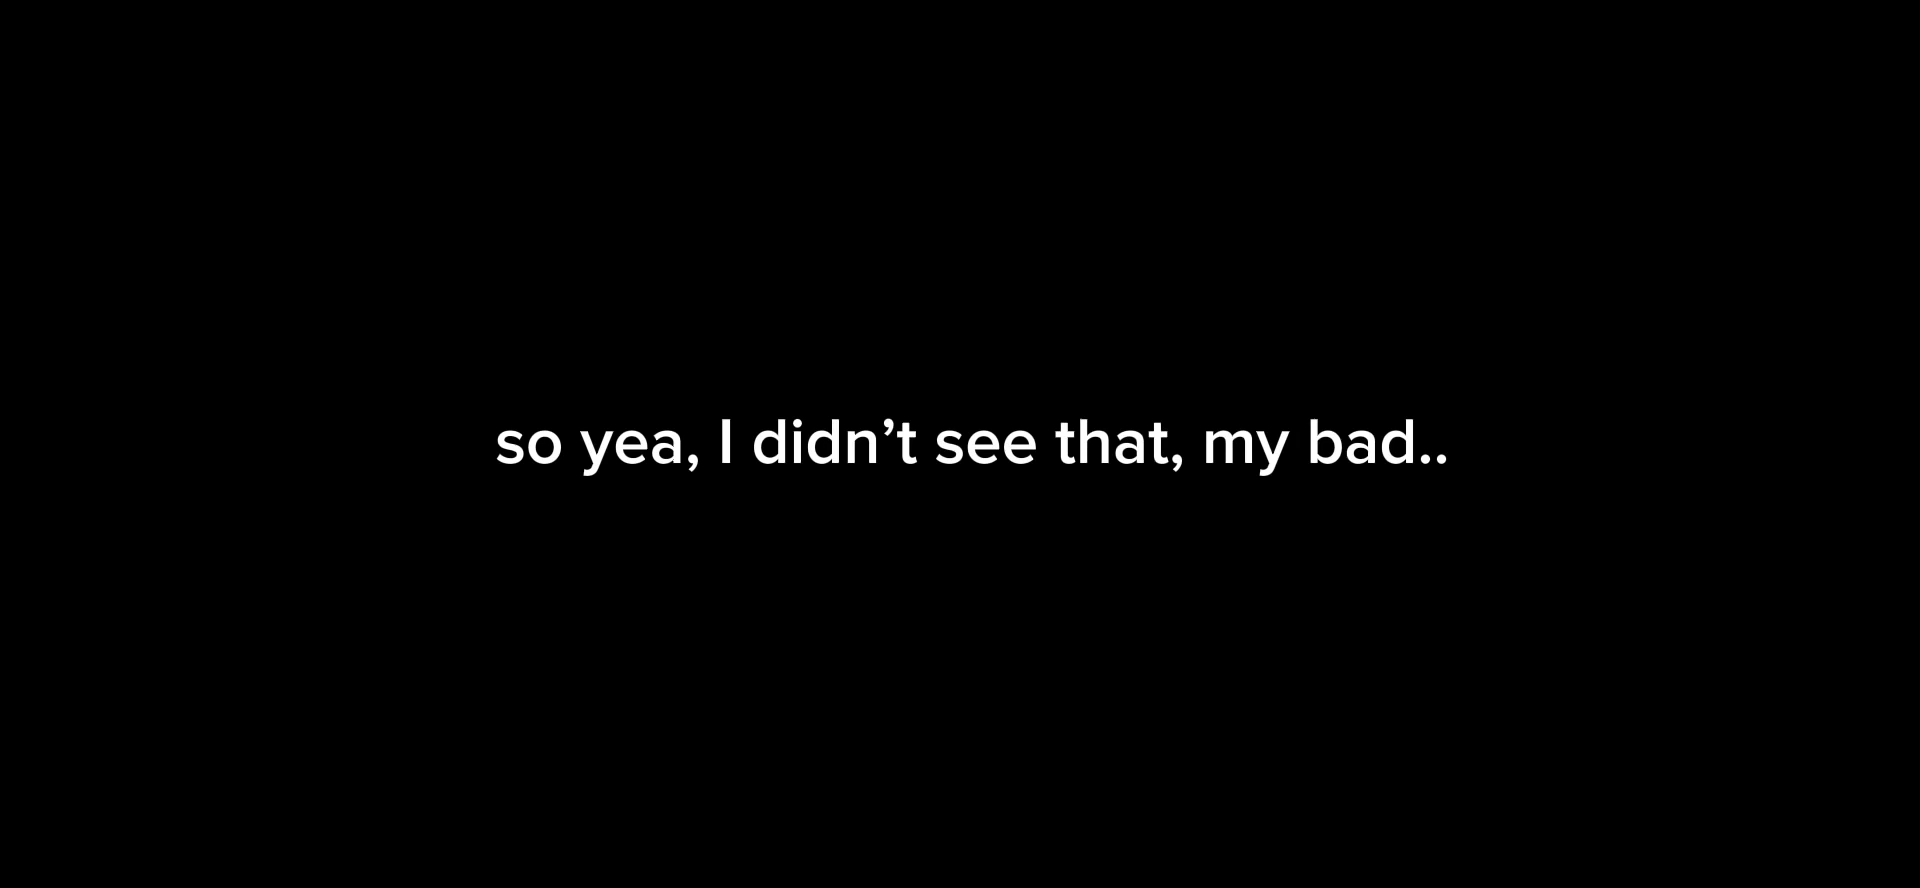 so yea, I didn’t see that, my bad..